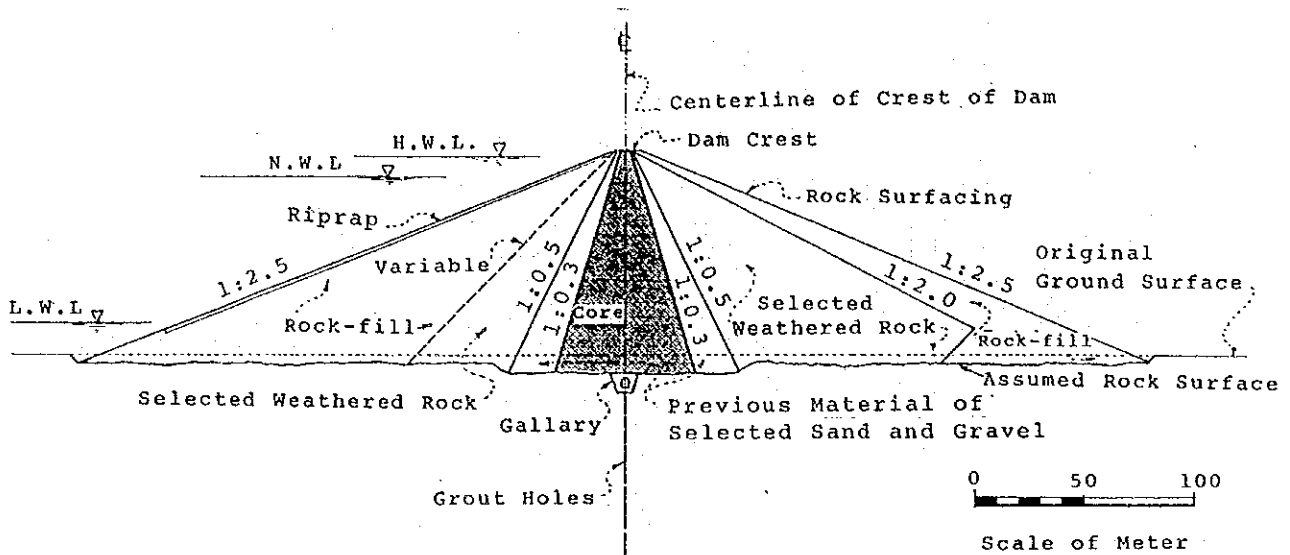 ℄
Centerline of Crest of Dam
Dam Crest
H.W.L.
N.W.L
Rock Surfacing
Riprap
Original
Ground Surface
Variable
1:2.5
1:0.5
1:0.3
1:0.5
1:0.3
1:2.0
1:2.5
L.W.L
Rock-fill
Core
Selected
Weathered Rock
Rock-fill
Assumed Rock Surface
Selected Weathered Rock
Gallary
Previous Material of
Selected Sand and Gravel
Grout Holes
0 50 100
Scale of Meter